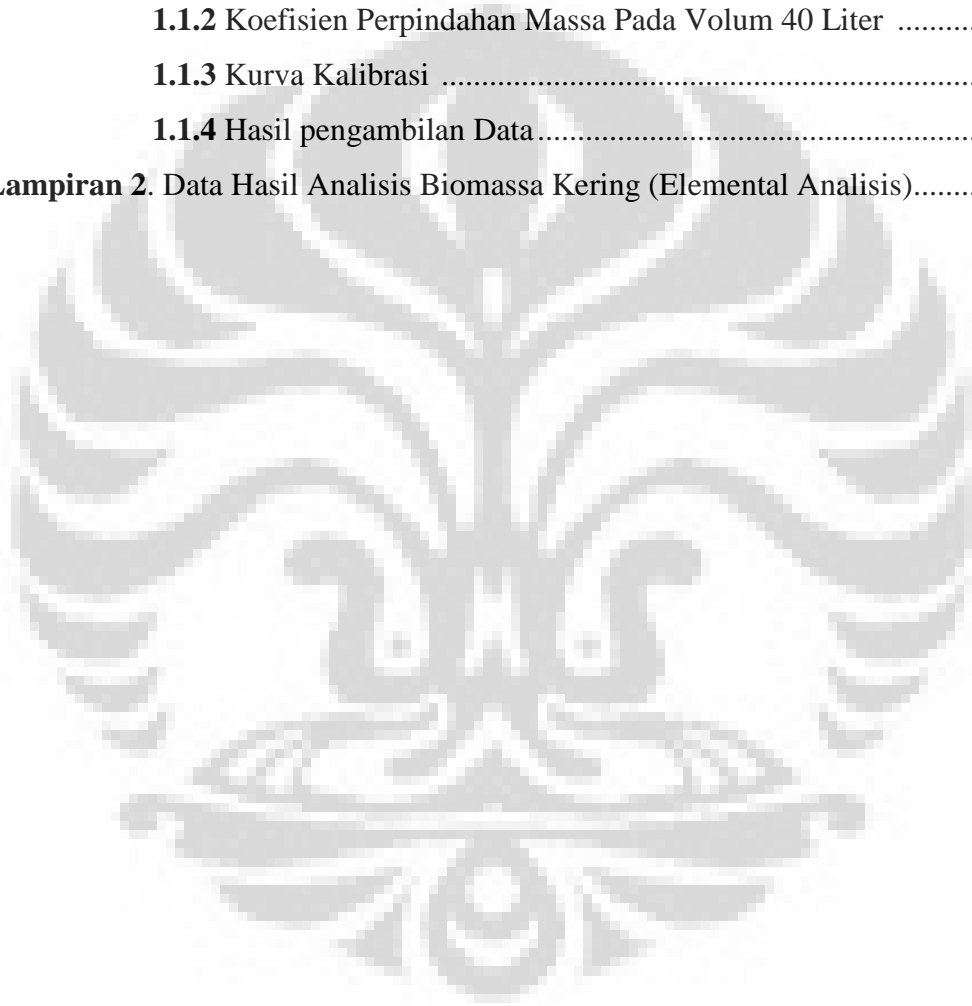 1.1.2 Koefisien Perpindahan Massa Pada Volum 40 Liter ..........
1.1.3 Kurva Kalibrasi ..........................................................................
1.1.4 Hasil pengambilan Data............................................................
Lampiran 2. Data Hasil Analisis Biomassa Kering (Elemental Analisis)........